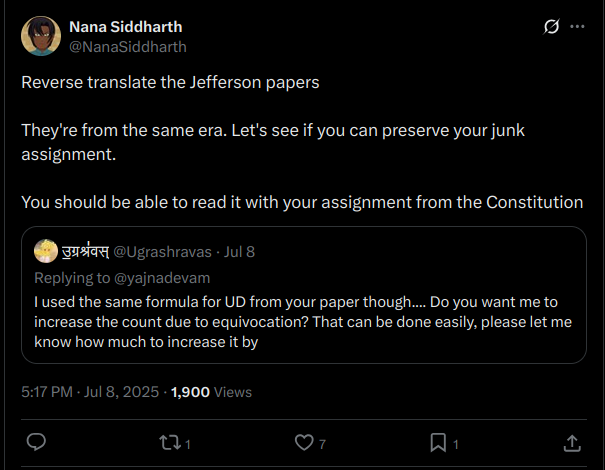 Nana Siddharth
@NanaSiddharth
Reverse translate the Jefferson papers
They're from the same era. Let's see if you can preserve your junk
assignment.
You should be able to read it with your assignment from the Constitution
उ॒ग्रश्र॑वस् @Ugrashravas · Jul 8
Replying to @yajnadevam
I used the same formula for UD from your paper though.... Do you want me to
increase the count due to equivocation? That can be done easily, please let me
know how much to increase it by
5:17 PM · Jul 8, 2025 · 1,900 Views
1
7
1